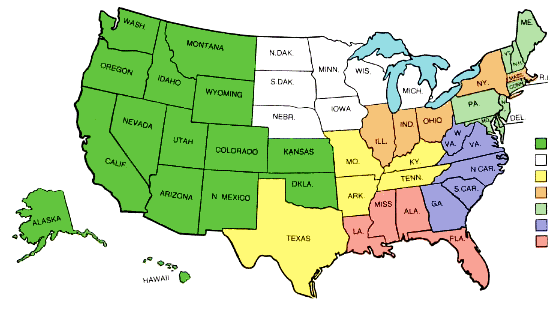 WASH.
MONTANA
N.DAK.
MINN.
ME.
OREGON
IDAHO
S.DAK.
WIS.
MICH.
V.T.
N.H.
WYOMING
NY.
MASS
CONN.
R.I.
NEVADA
NEBR.
IOWA
PA.
N.J.
DEL.
MD.
UTAH
COLORADO
ILL.
IND.
OHIO
W
VA.
VA.
CALIF
KANSAS
MO.
KY.
N CAR.
ARIZONA
N MEXICO
OKLA.
ARK.
TENN.
S.CAR.
ALASKA
TEXAS
LA.
MISS
ALA.
GA.
FLA.
HAWAII